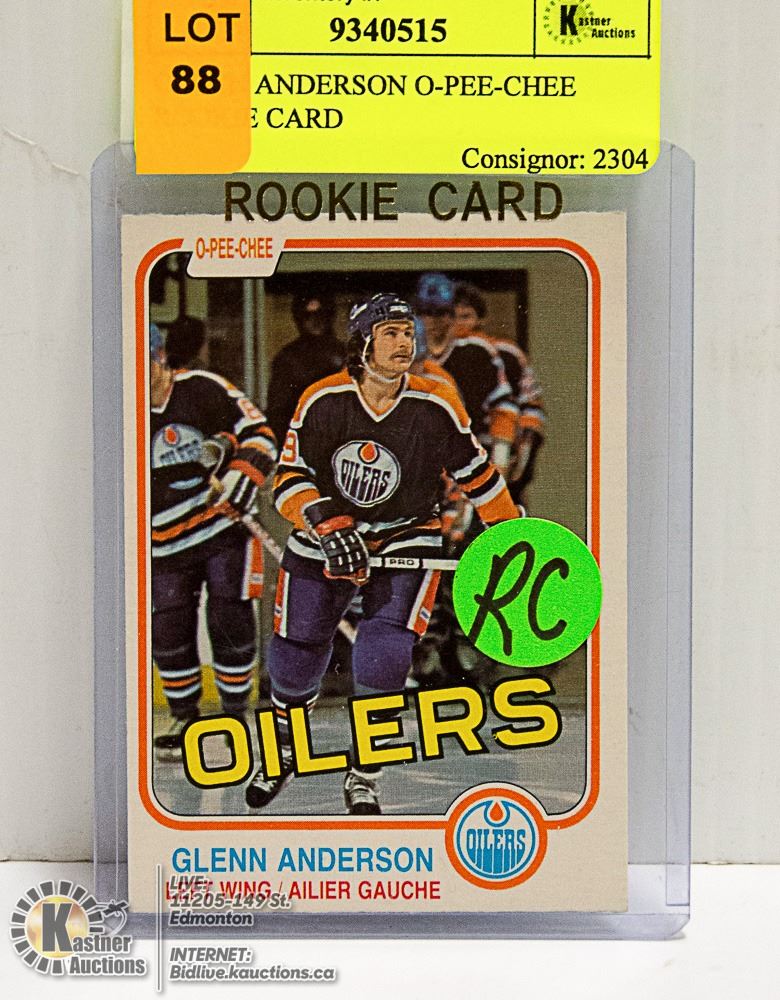 LOT
88
9340515
Kastner
Auctions
ANDERSON O-PEE-CHEE
E CARD
Consignor: 2304
ROOKIE CARD
O-PEE-CHEE
OILERS
PRO
RC
OILERS
OILERS
OILERS
GLENN ANDERSON
LEFT WING / AILIER GAUCHE
Kastner
Auctions
LIVE:
11205-149 St.
Edmonton
INTERNET:
Bidlive.kauctions.ca